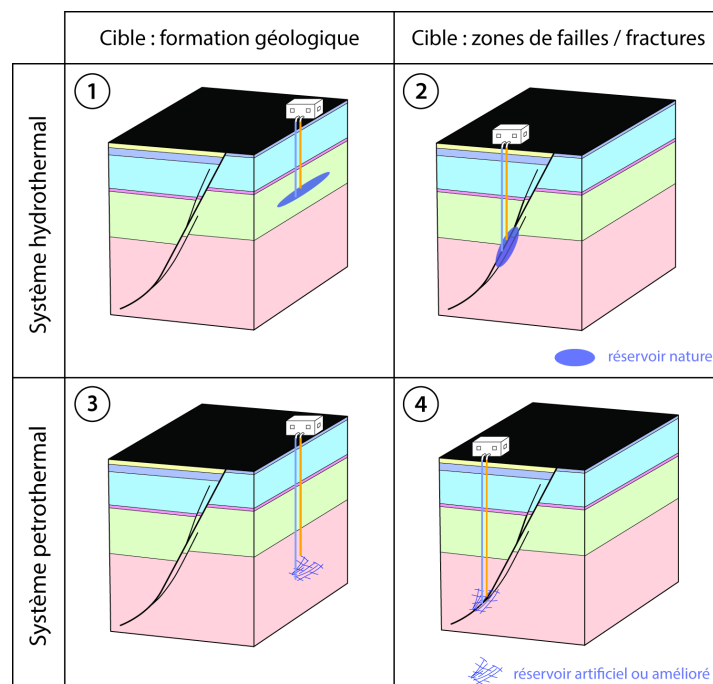 Cible : formation géologique
Cible : zones de failles / fractures
Système hydrothermal
1
2
réservoir nature
Système petrothermal
3
4
réservoir artificiel ou amélioré